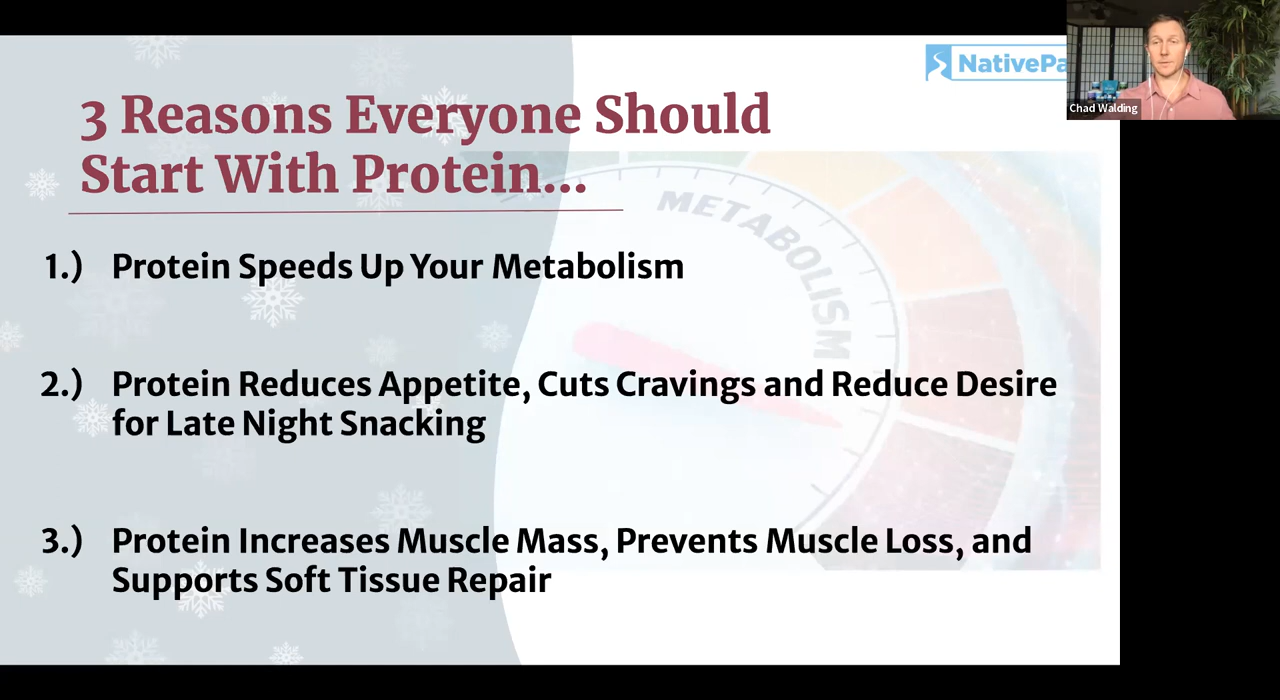 NativePa
Chad Walding
3 Reasons Everyone Should
Start With Protein...
METABOLISM
1.) Protein Speeds Up Your Metabolism
2.) Protein Reduces Appetite, Cuts Cravings and Reduce Desire
for Late Night Snacking
3.) Protein Increases Muscle Mass, Prevents Muscle Loss, and
Supports Soft Tissue Repair